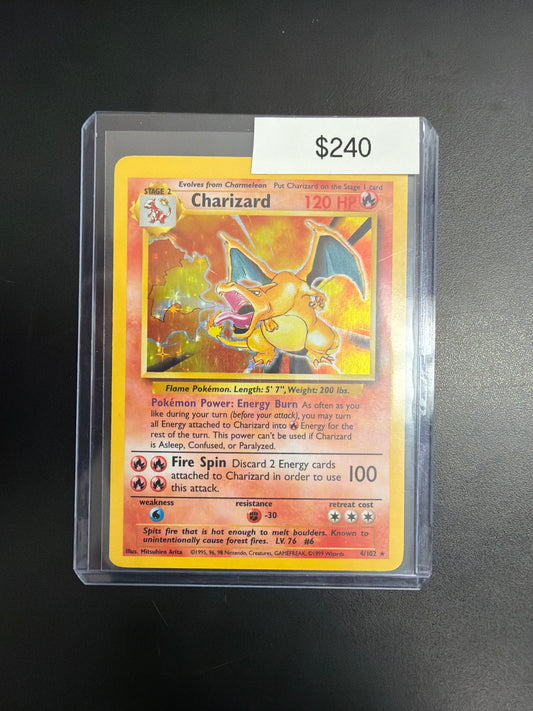 $240
Evolves from Charmeleon Put Charizard on the Stage 1 card
STAGE 2
Charizard 120 HP
Flame Pokémon. Length: 5' 7", Weight: 200 lbs.
Pokémon Power: Energy Burn As often as you
like during your turn (before your attack), you may turn
all Energy attached to Charizard into Energy for the
rest of the turn. This power can't be used if Charizard
is Asleep, Confused, or Paralyzed.
Fire Spin Discard 2 Energy cards
attached to Charizard in order to use 100
this attack.
weakness resistance retreat cost
-30
Spits fire that is hot enough to melt boulders. Known to
unintentionally cause forest fires. LV. 76 #6
Illus. Mitsuhiro Arita ©1995, 96, 98 Nintendo, Creatures, GAMEFREAK. ©1999 Wizards. 4/102 ★